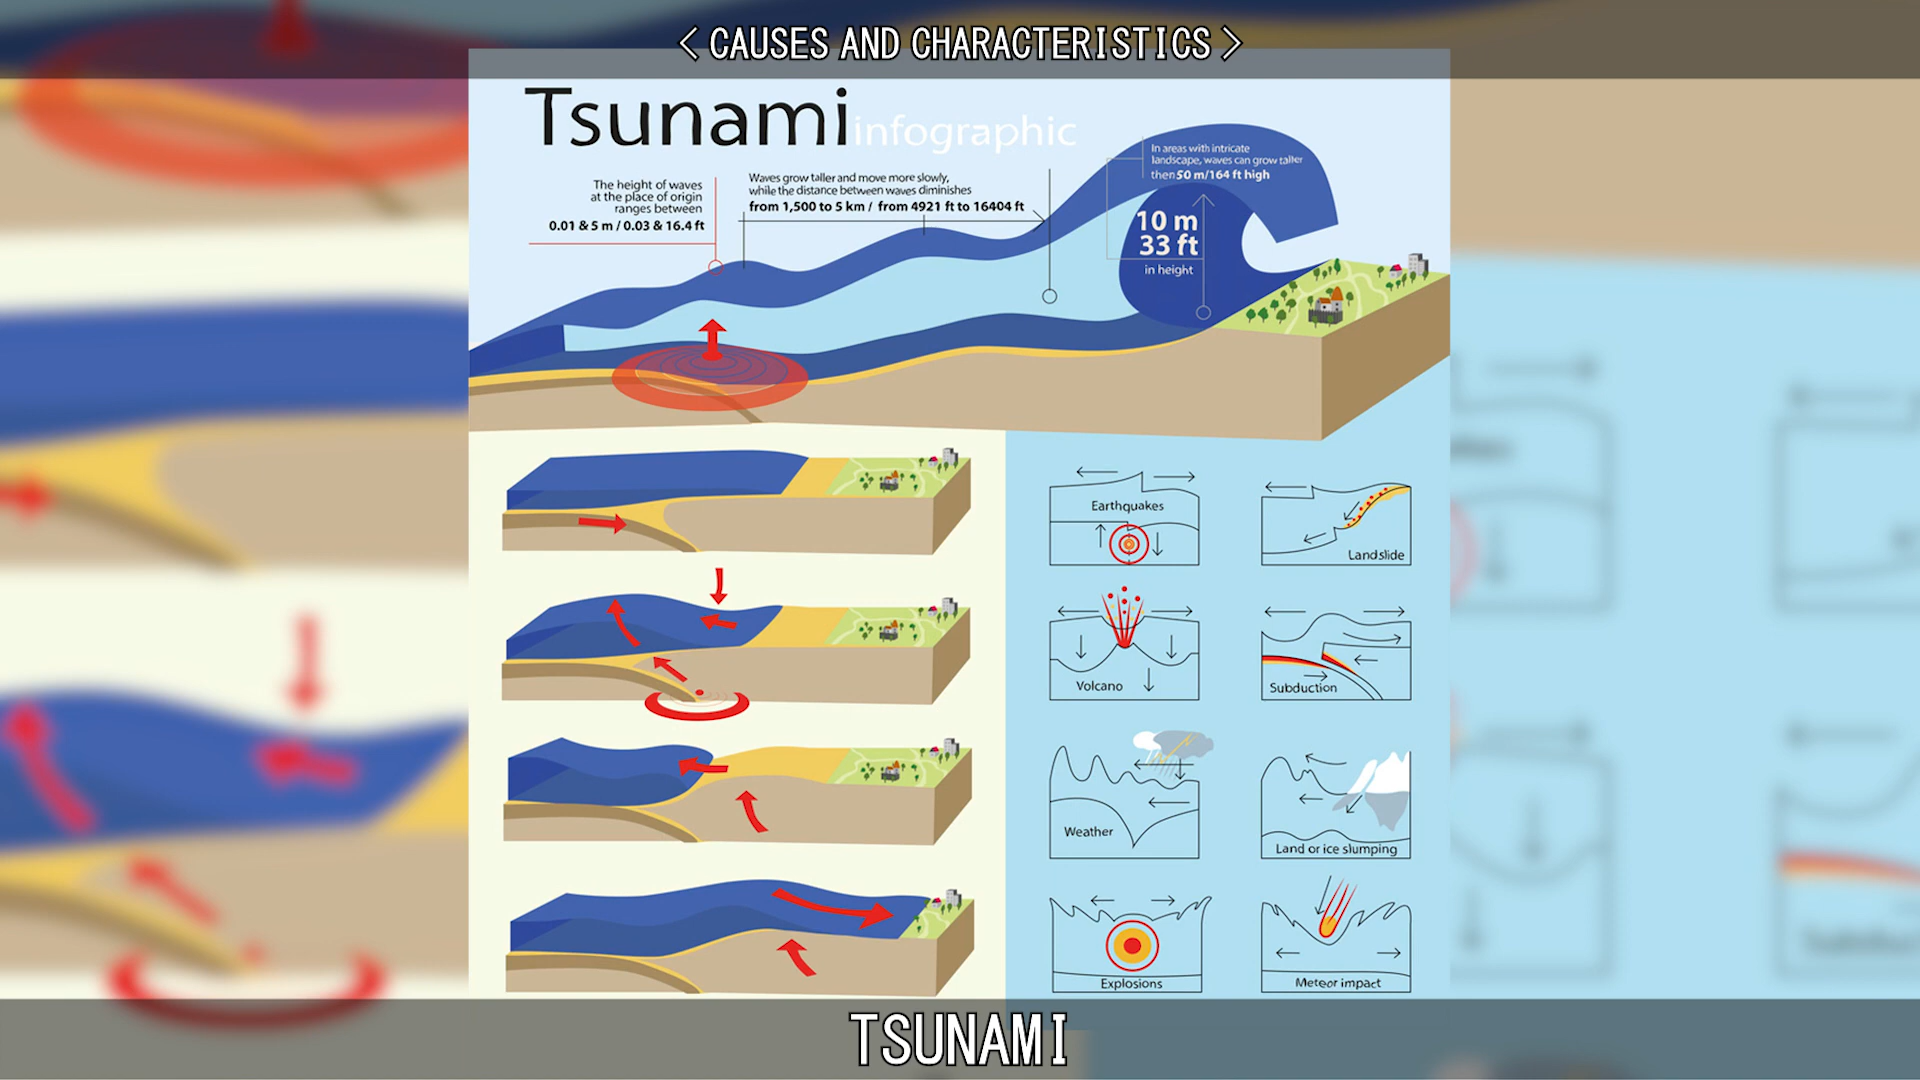 < CAUSES AND CHARACTERISTICS >
Tsunami infographic
The height of waves
at the place of origin
ranges between
0.01 & 5 m / 0.03 & 16.4 ft
Waves grow taller and move more slowly,
while the distance between waves diminishes
from 1,500 to 5 km / from 4921 ft to 16404 ft
In areas with intricate
landscape, waves can grow taller
then 50 m/164 ft high
10 m
33 ft
in height
Earthquakes
Landslide
Volcano
Subduction
Weather
Land or ice slumping
Explosions
Meteor impact
TSUNAMI